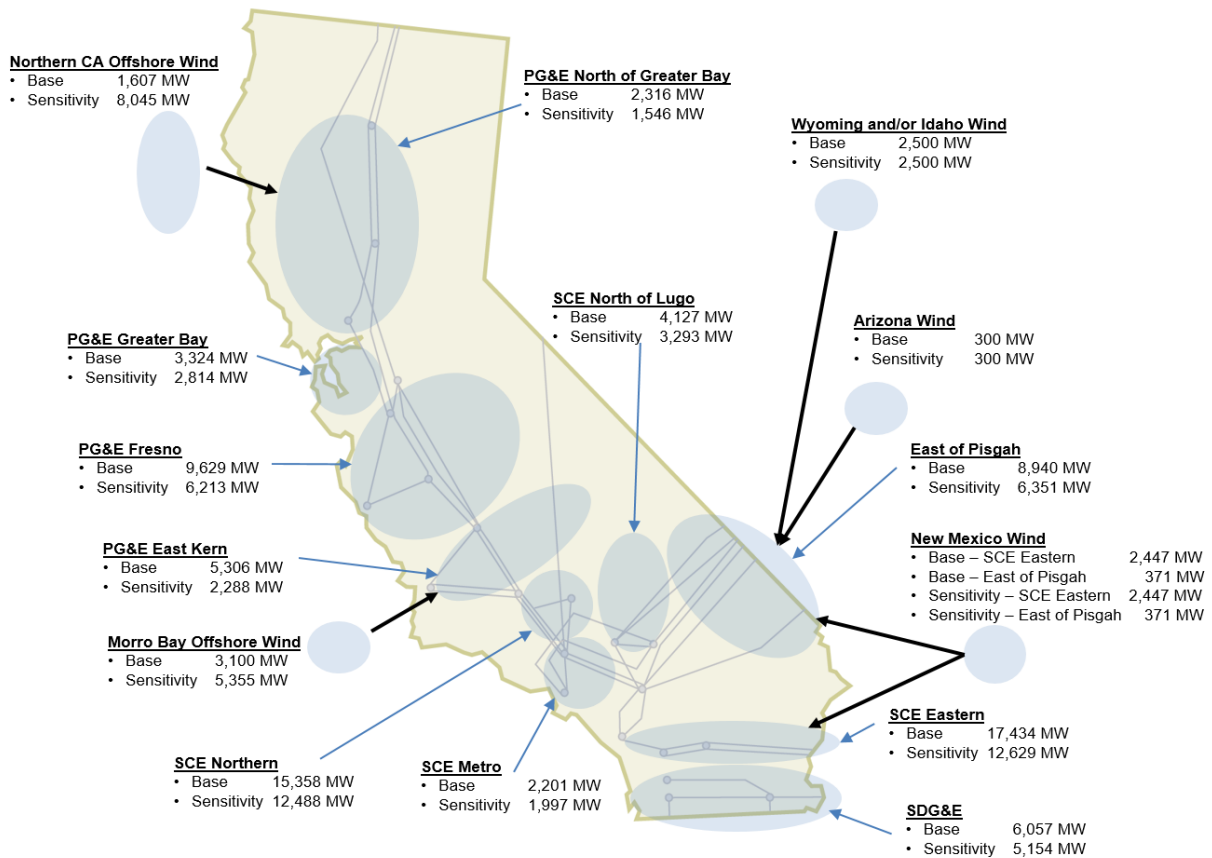 Northern CA Offshore Wind
• Base 1,607 MW
• Sensitivity 8,045 MW
PG&E North of Greater Bay
• Base 2,316 MW
• Sensitivity 1,546 MW
Wyoming and/or Idaho Wind
• Base 2,500 MW
• Sensitivity 2,500 MW
SCE North of Lugo
• Base 4,127 MW
• Sensitivity 3,293 MW
Arizona Wind
• Base 300 MW
• Sensitivity 300 MW
PG&E Greater Bay
• Base 3,324 MW
• Sensitivity 2,814 MW
PG&E Fresno
• Base 9,629 MW
• Sensitivity 6,213 MW
East of Pisgah
• Base 8,940 MW
• Sensitivity 6,351 MW
New Mexico Wind
• Base – SCE Eastern 2,447 MW
• Base – East of Pisgah 371 MW
• Sensitivity – SCE Eastern 2,447 MW
• Sensitivity – East of Pisgah 371 MW
PG&E East Kern
• Base 5,306 MW
• Sensitivity 2,288 MW
Morro Bay Offshore Wind
• Base 3,100 MW
• Sensitivity 5,355 MW
SCE Eastern
• Base 17,434 MW
• Sensitivity 12,629 MW
SCE Northern
• Base 15,358 MW
• Sensitivity 12,488 MW
SCE Metro
• Base 2,201 MW
• Sensitivity 1,997 MW
SDG&E
• Base 6,057 MW
• Sensitivity 5,154 MW